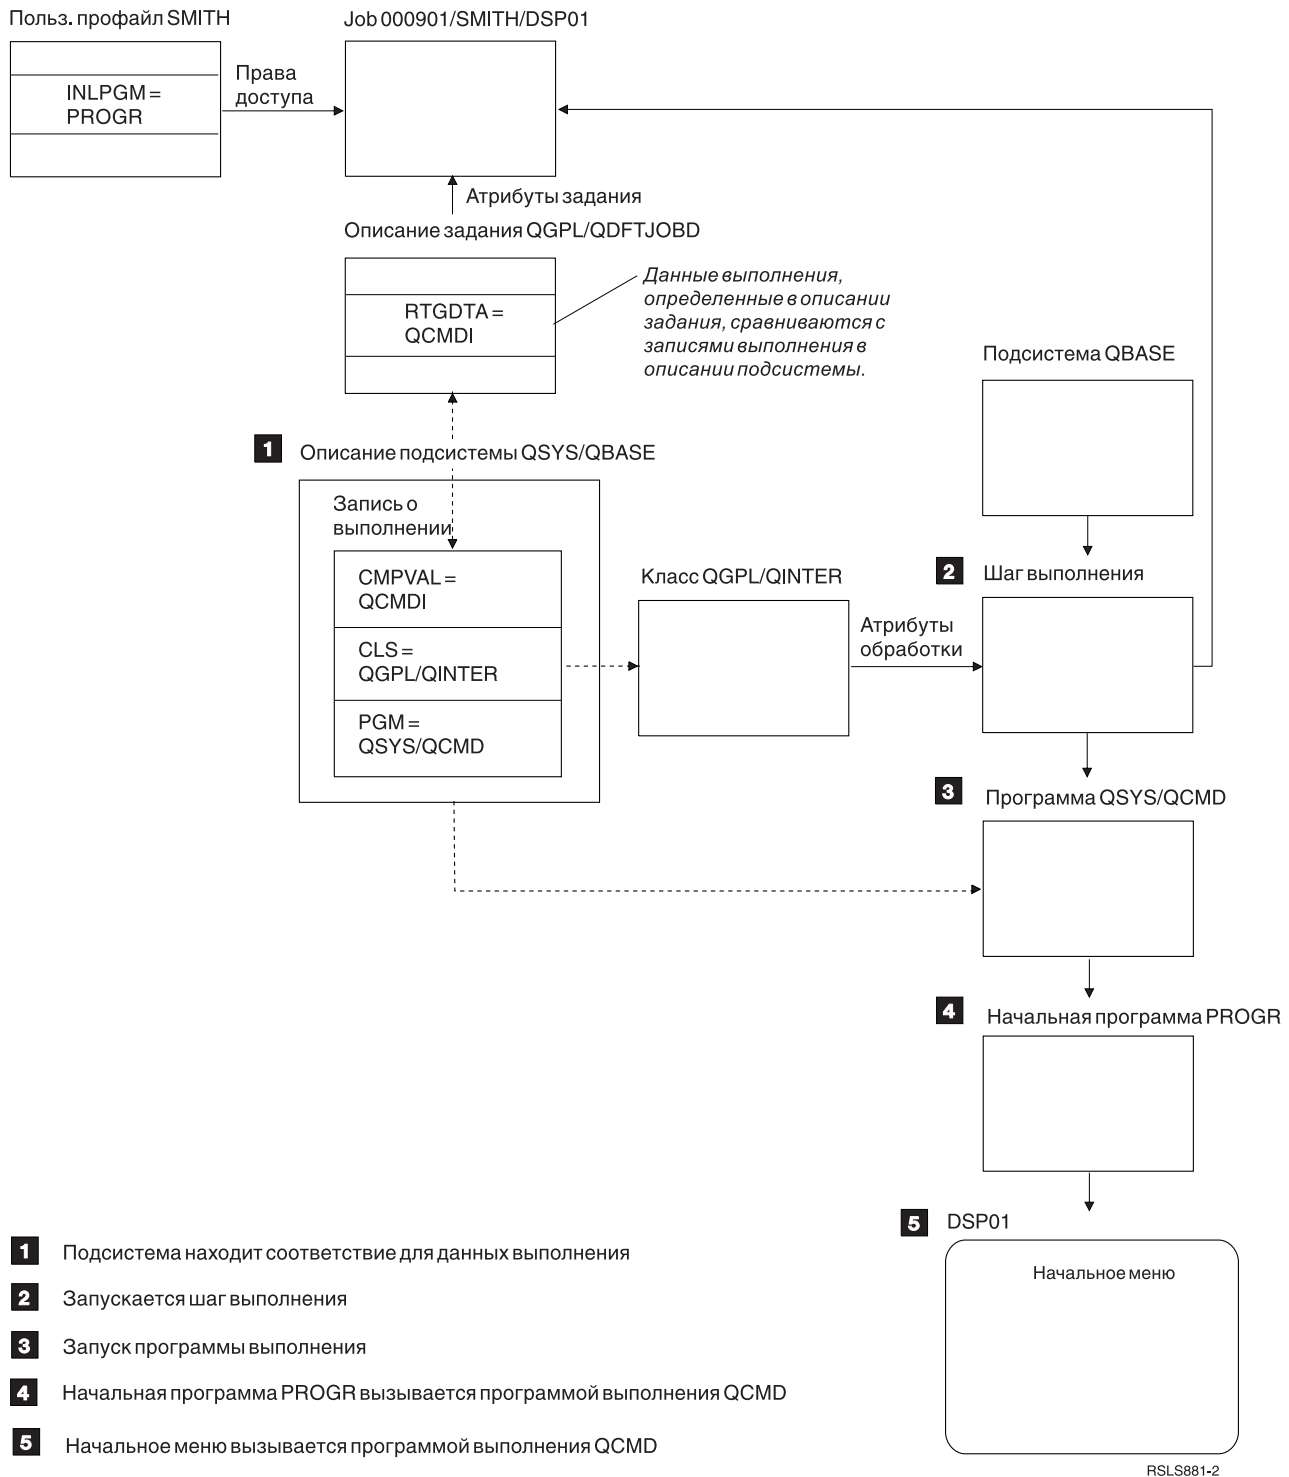 Польз. профайл SMITH
Job 000901/SMITH/DSP01
INLPGM =
PROGR
Права
доступа
Атрибуты задания
Описание задания QGPL/QDFTJOBD
RTGDTA =
QCMDI
Данные выполнения,
определенные в описании
задания, сравниваются с
записями выполнения в
описании подсистемы.
Подсистема QBASE
1 Описание подсистемы QSYS/QBASE
Запись о
выполнении
CMPVAL =
QCMDI
CLS =
QGPL/QINTER
PGM =
QSYS/QCMD
Класс QGPL/QINTER
Атрибуты
обработки
2 Шаг выполнения
3 Программа QSYS/QCMD
4 Начальная программа PROGR
5 DSP01
Начальное меню
1 Подсистема находит соответствие для данных выполнения
2 Запускается шаг выполнения
3 Запуск программы выполнения
4 Начальная программа PROGR вызывается программой выполнения QCMD
5 Начальное меню вызывается программой выполнения QCMD
RSLS881-2